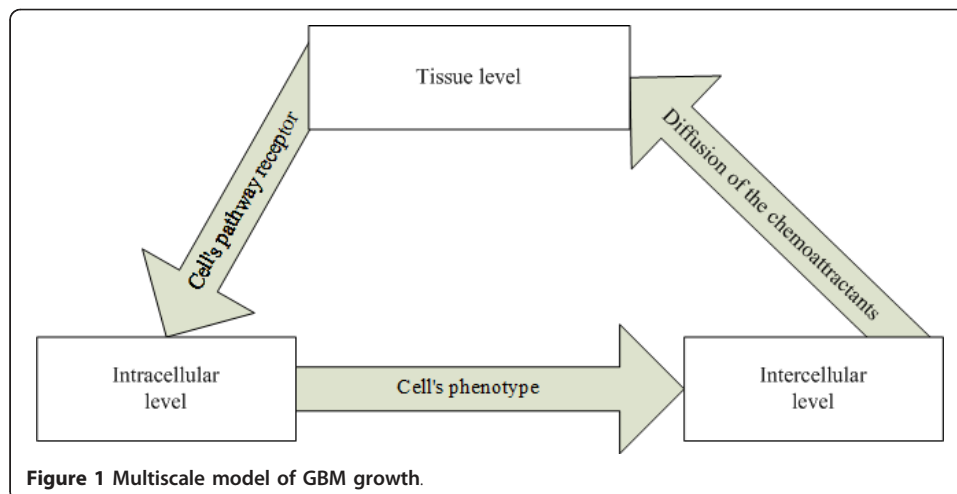 Tissue level
Cell's pathway receptor
Diffusion of the chemoattractants
Intracellular
level
Cell's phenotype
Intercellular
level
Figure 1 Multiscale model of GBM growth.